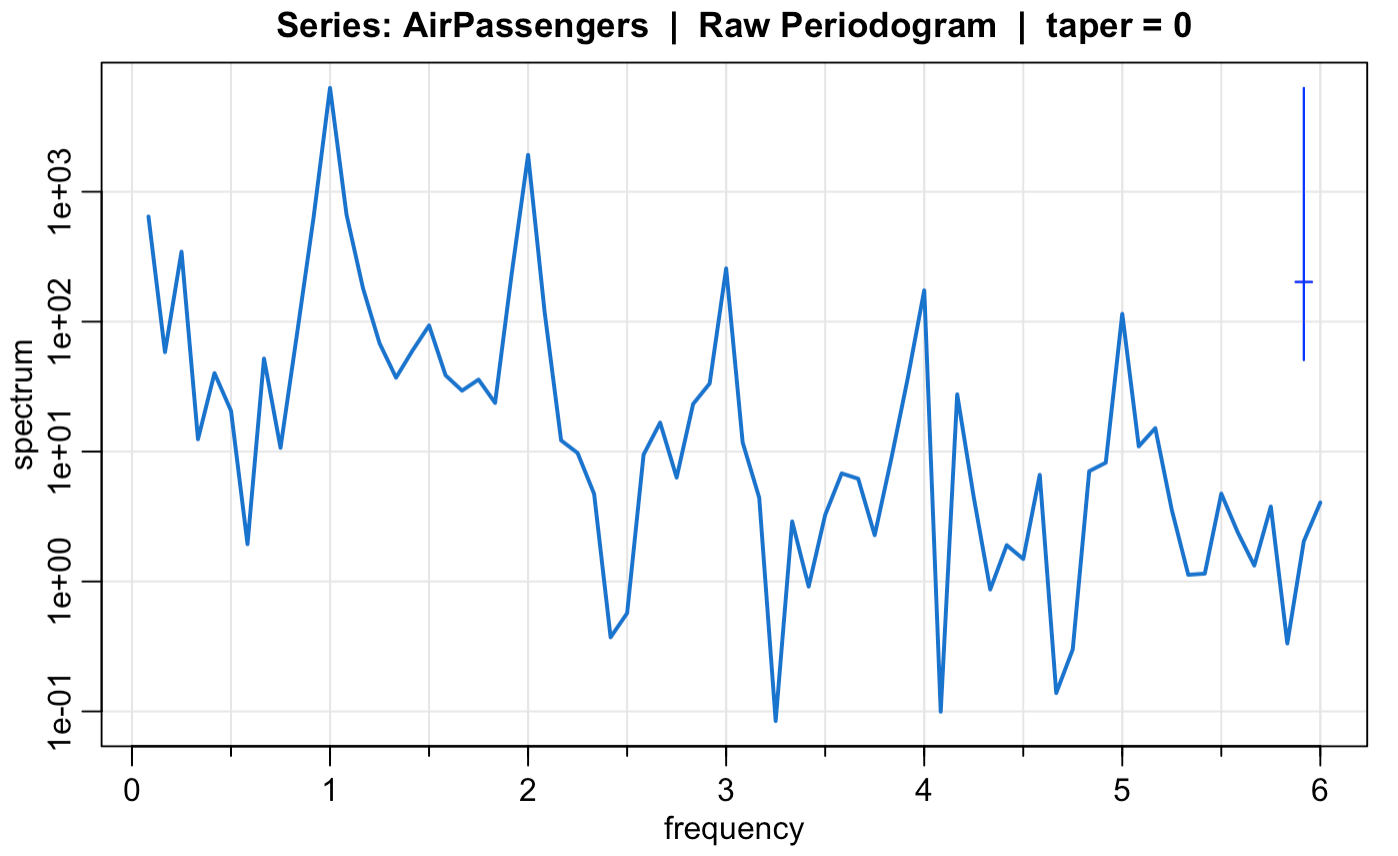 Series: AirPassengers | Raw Periodogram | taper = 0
spectrum
1e+03
1e+02
1e+01
1e+00
1e-01
0 1 2 3 4 5 6
frequency